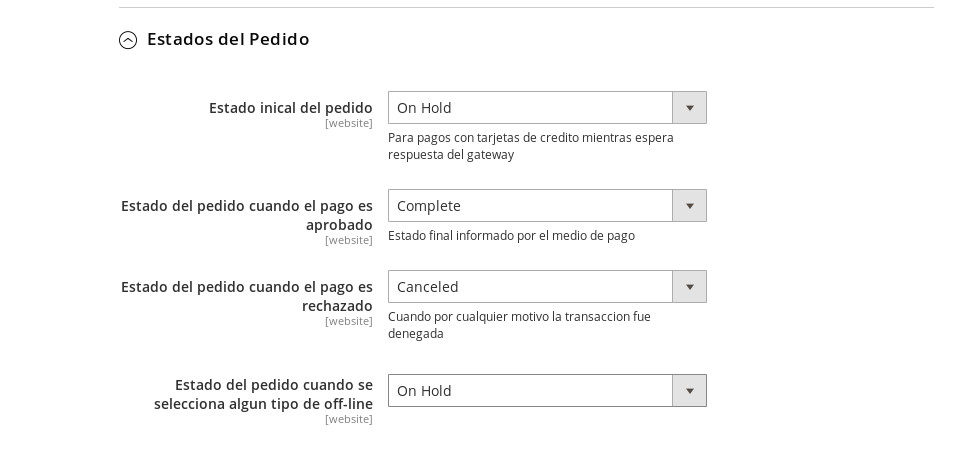 Estados del Pedido
Estado inical del pedido
[website]
On Hold
Para pagos con tarjetas de credito mientras espera
respuesta del gateway
Estado del pedido cuando el pago es
aprobado
[website]
Complete
Estado final informado por el medio de pago
Estado del pedido cuando el pago es
rechazado
[website]
Canceled
Cuando por cualquier motivo la transaccion fue
denegada
Estado del pedido cuando se
selecciona algun tipo de off-line
[website]
On Hold